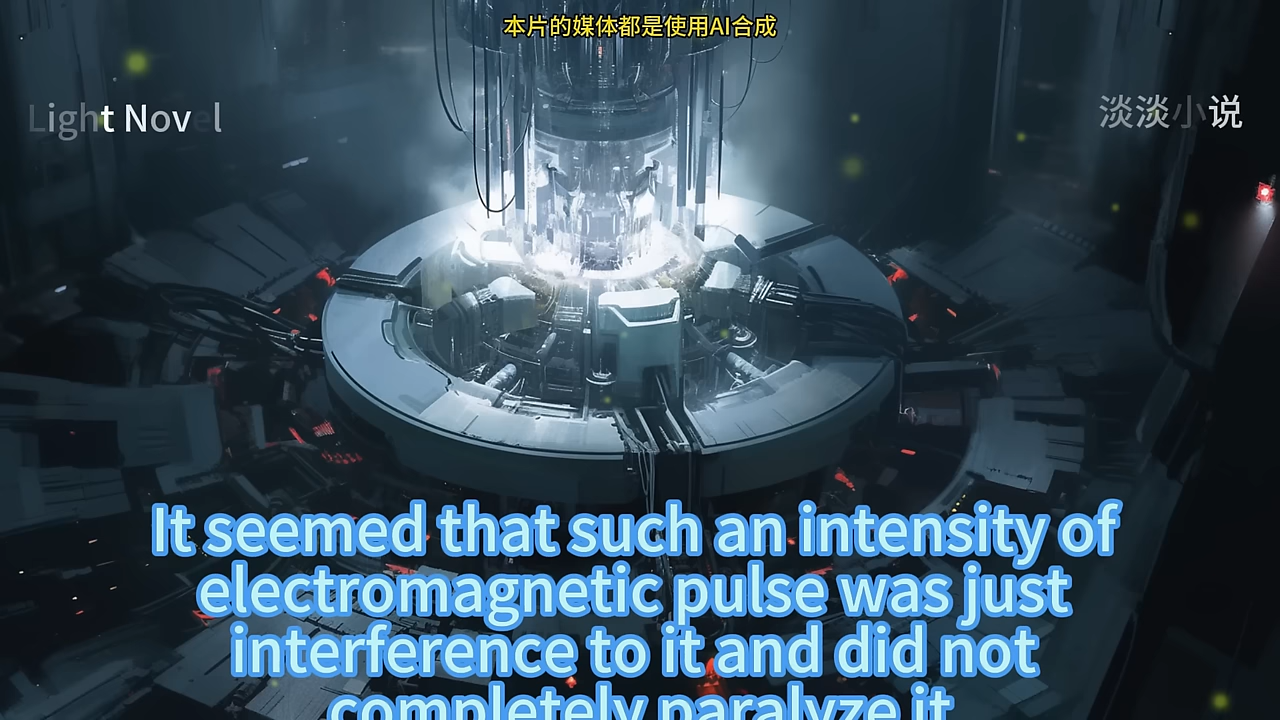 本片的媒体都是使用AI合成
Light Novel
淡淡小说
It seemed that such an intensity of
electromagnetic pulse was just
interference to it and did not
completely paralyze it